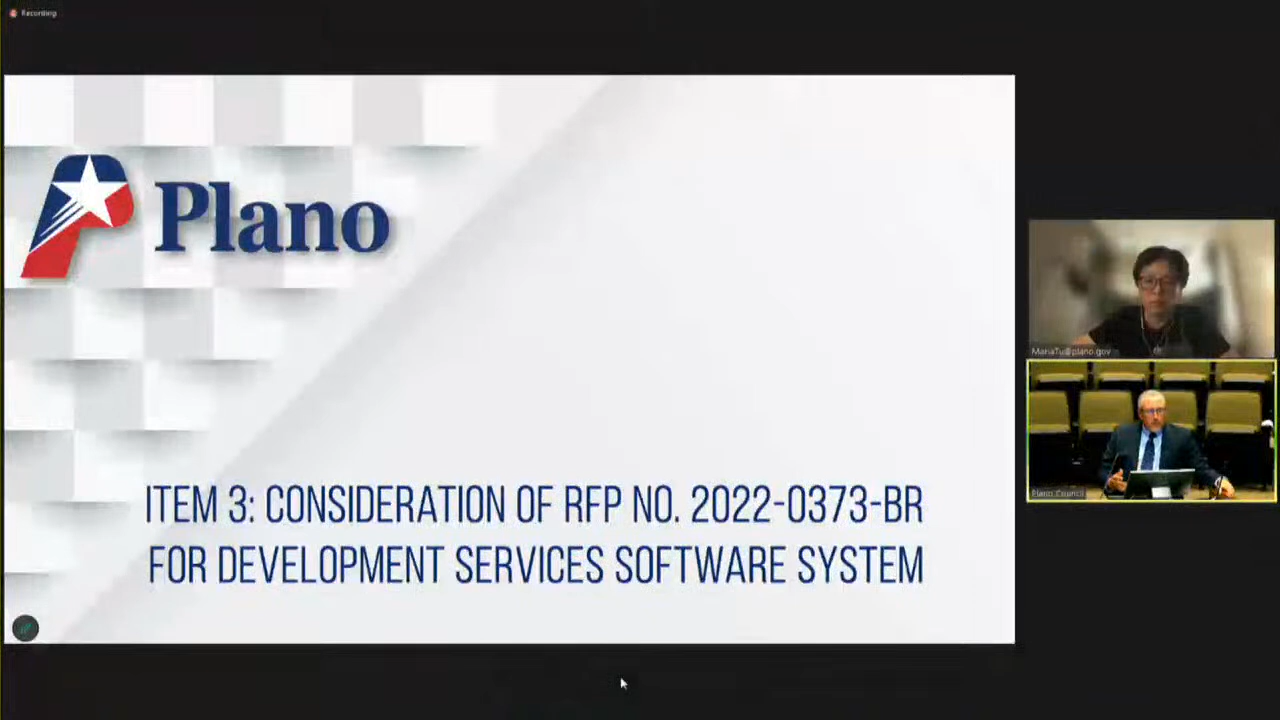 Recording
Plano
ITEM 3: CONSIDERATION OF RFP NO. 2022-0373-BR
FOR DEVELOPMENT SERVICES SOFTWARE SYSTEM
MariaTu@plano.gov
Plano Council